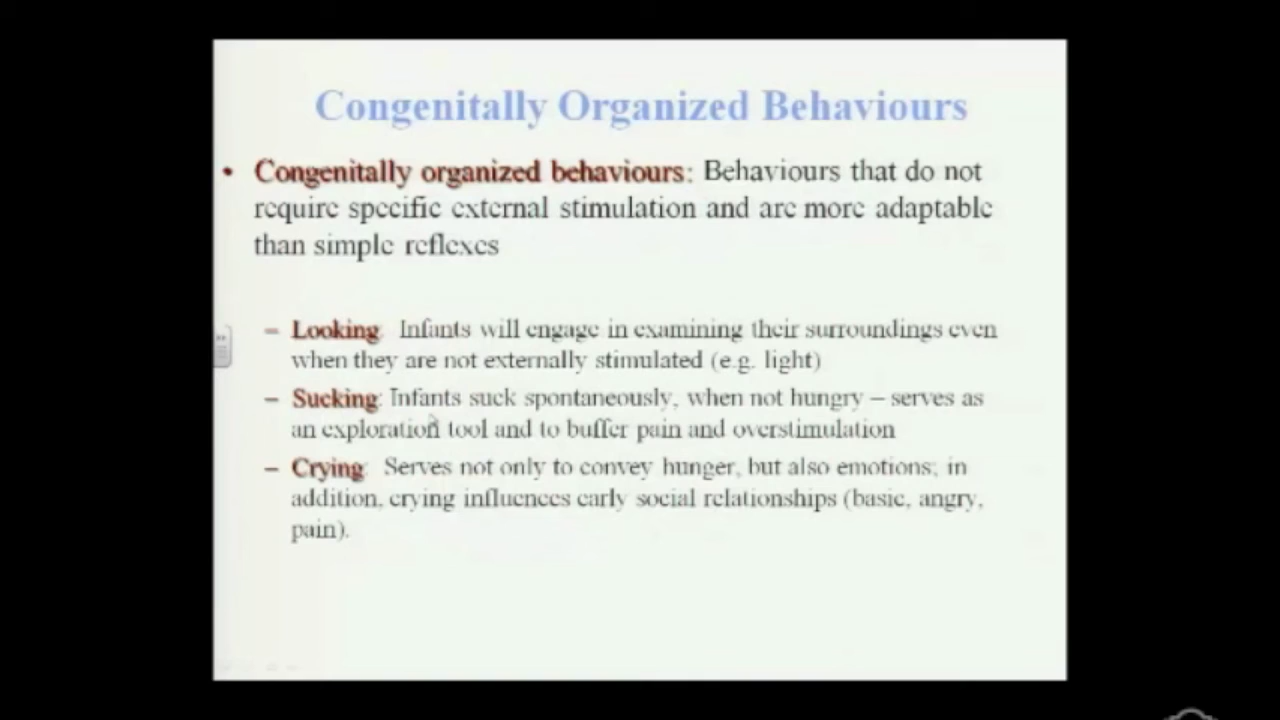 Congenitally Organized Behaviours
• Congenitally organized behaviours: Behaviours that do not
require specific external stimulation and are more adaptable
than simple reflexes
– Looking: Infants will engage in examining their surroundings even
when they are not externally stimulated (e.g. light)
– Sucking: Infants suck spontaneously, when not hungry – serves as
an exploration tool and to buffer pain and overstimulation
– Crying: Serves not only to convey hunger, but also emotions; in
addition, crying influences early social relationships (basic, angry,
pain).